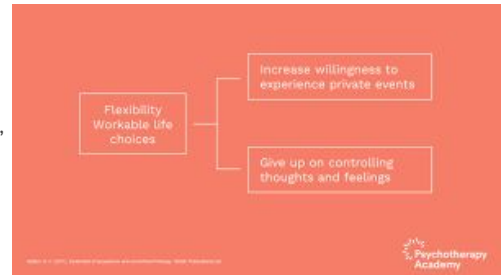 ,
Increase willingness to
experience private events
Flexibility
Workable life
choices
Give up on controlling
thoughts and feelings
Psychotherapy
Academy